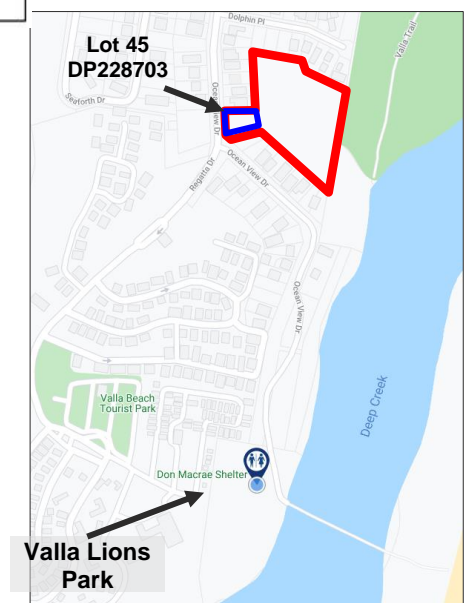 Dolphin Pl
Lot 45
DP228703
Valla Trail
Seaforth Dr
Ocean View Dr
Regatta Dr
Ocean View Dr
Ocean View Dr
Valla Beach
Tourist Park
Deep Creek
Don Macrae Shelter
Valla Lions
Park